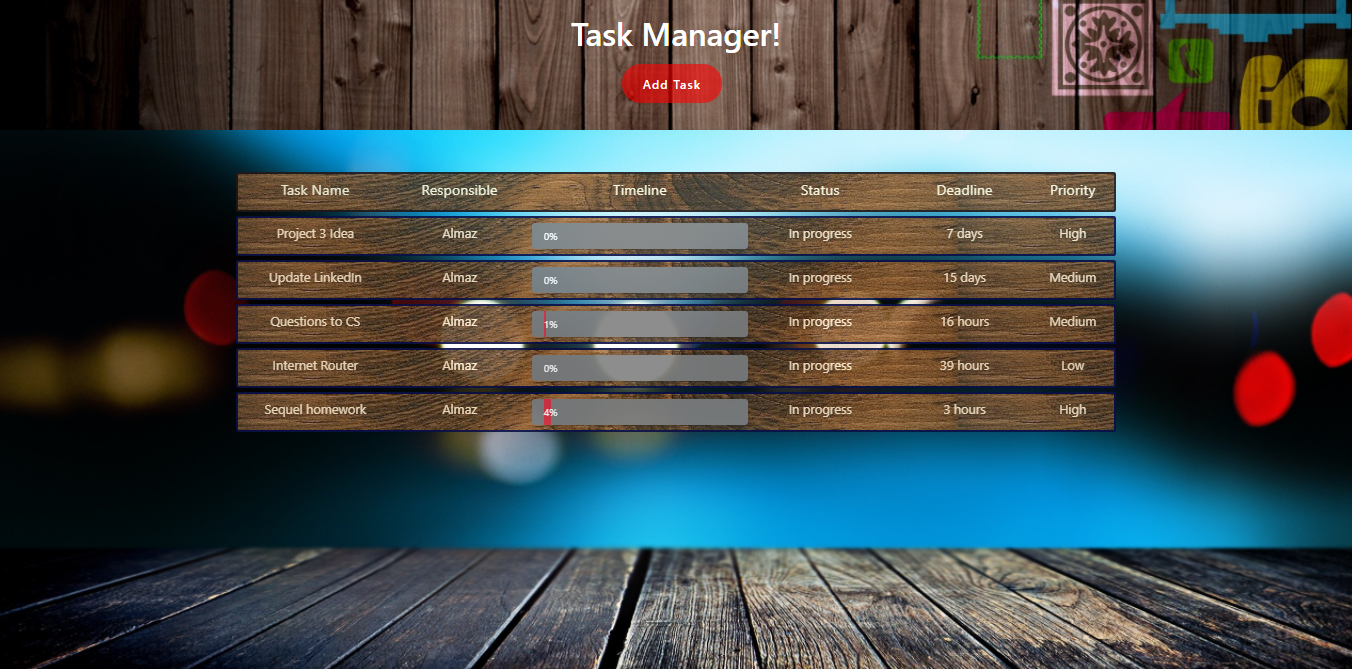 Task Manager!
Add Task
Task Name Responsible Timeline Status Deadline Priority
Project 3 Idea Almaz 0% In progress 7 days High
Update LinkedIn Almaz 0% In progress 15 days Medium
Questions to CS Almaz 1% In progress 16 hours Medium
Internet Router Almaz 0% In progress 39 hours Low
Sequel homework Almaz 4% In progress 3 hours High